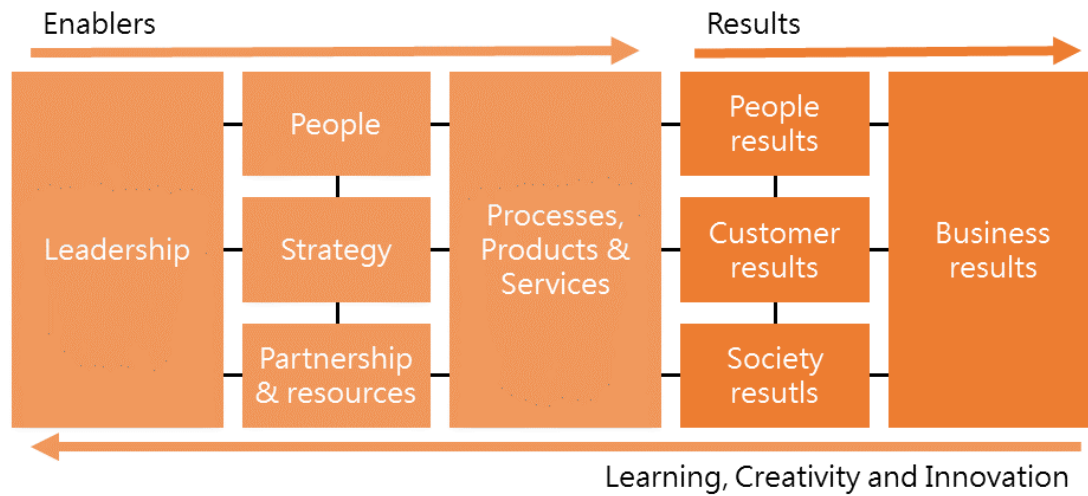 Enablers
Results
Leadership
People
Strategy
Partnership
& resources
Processes,
Products &
Services
People
results
Customer
results
Society
resutls
Business
results
Learning, Creativity and Innovation